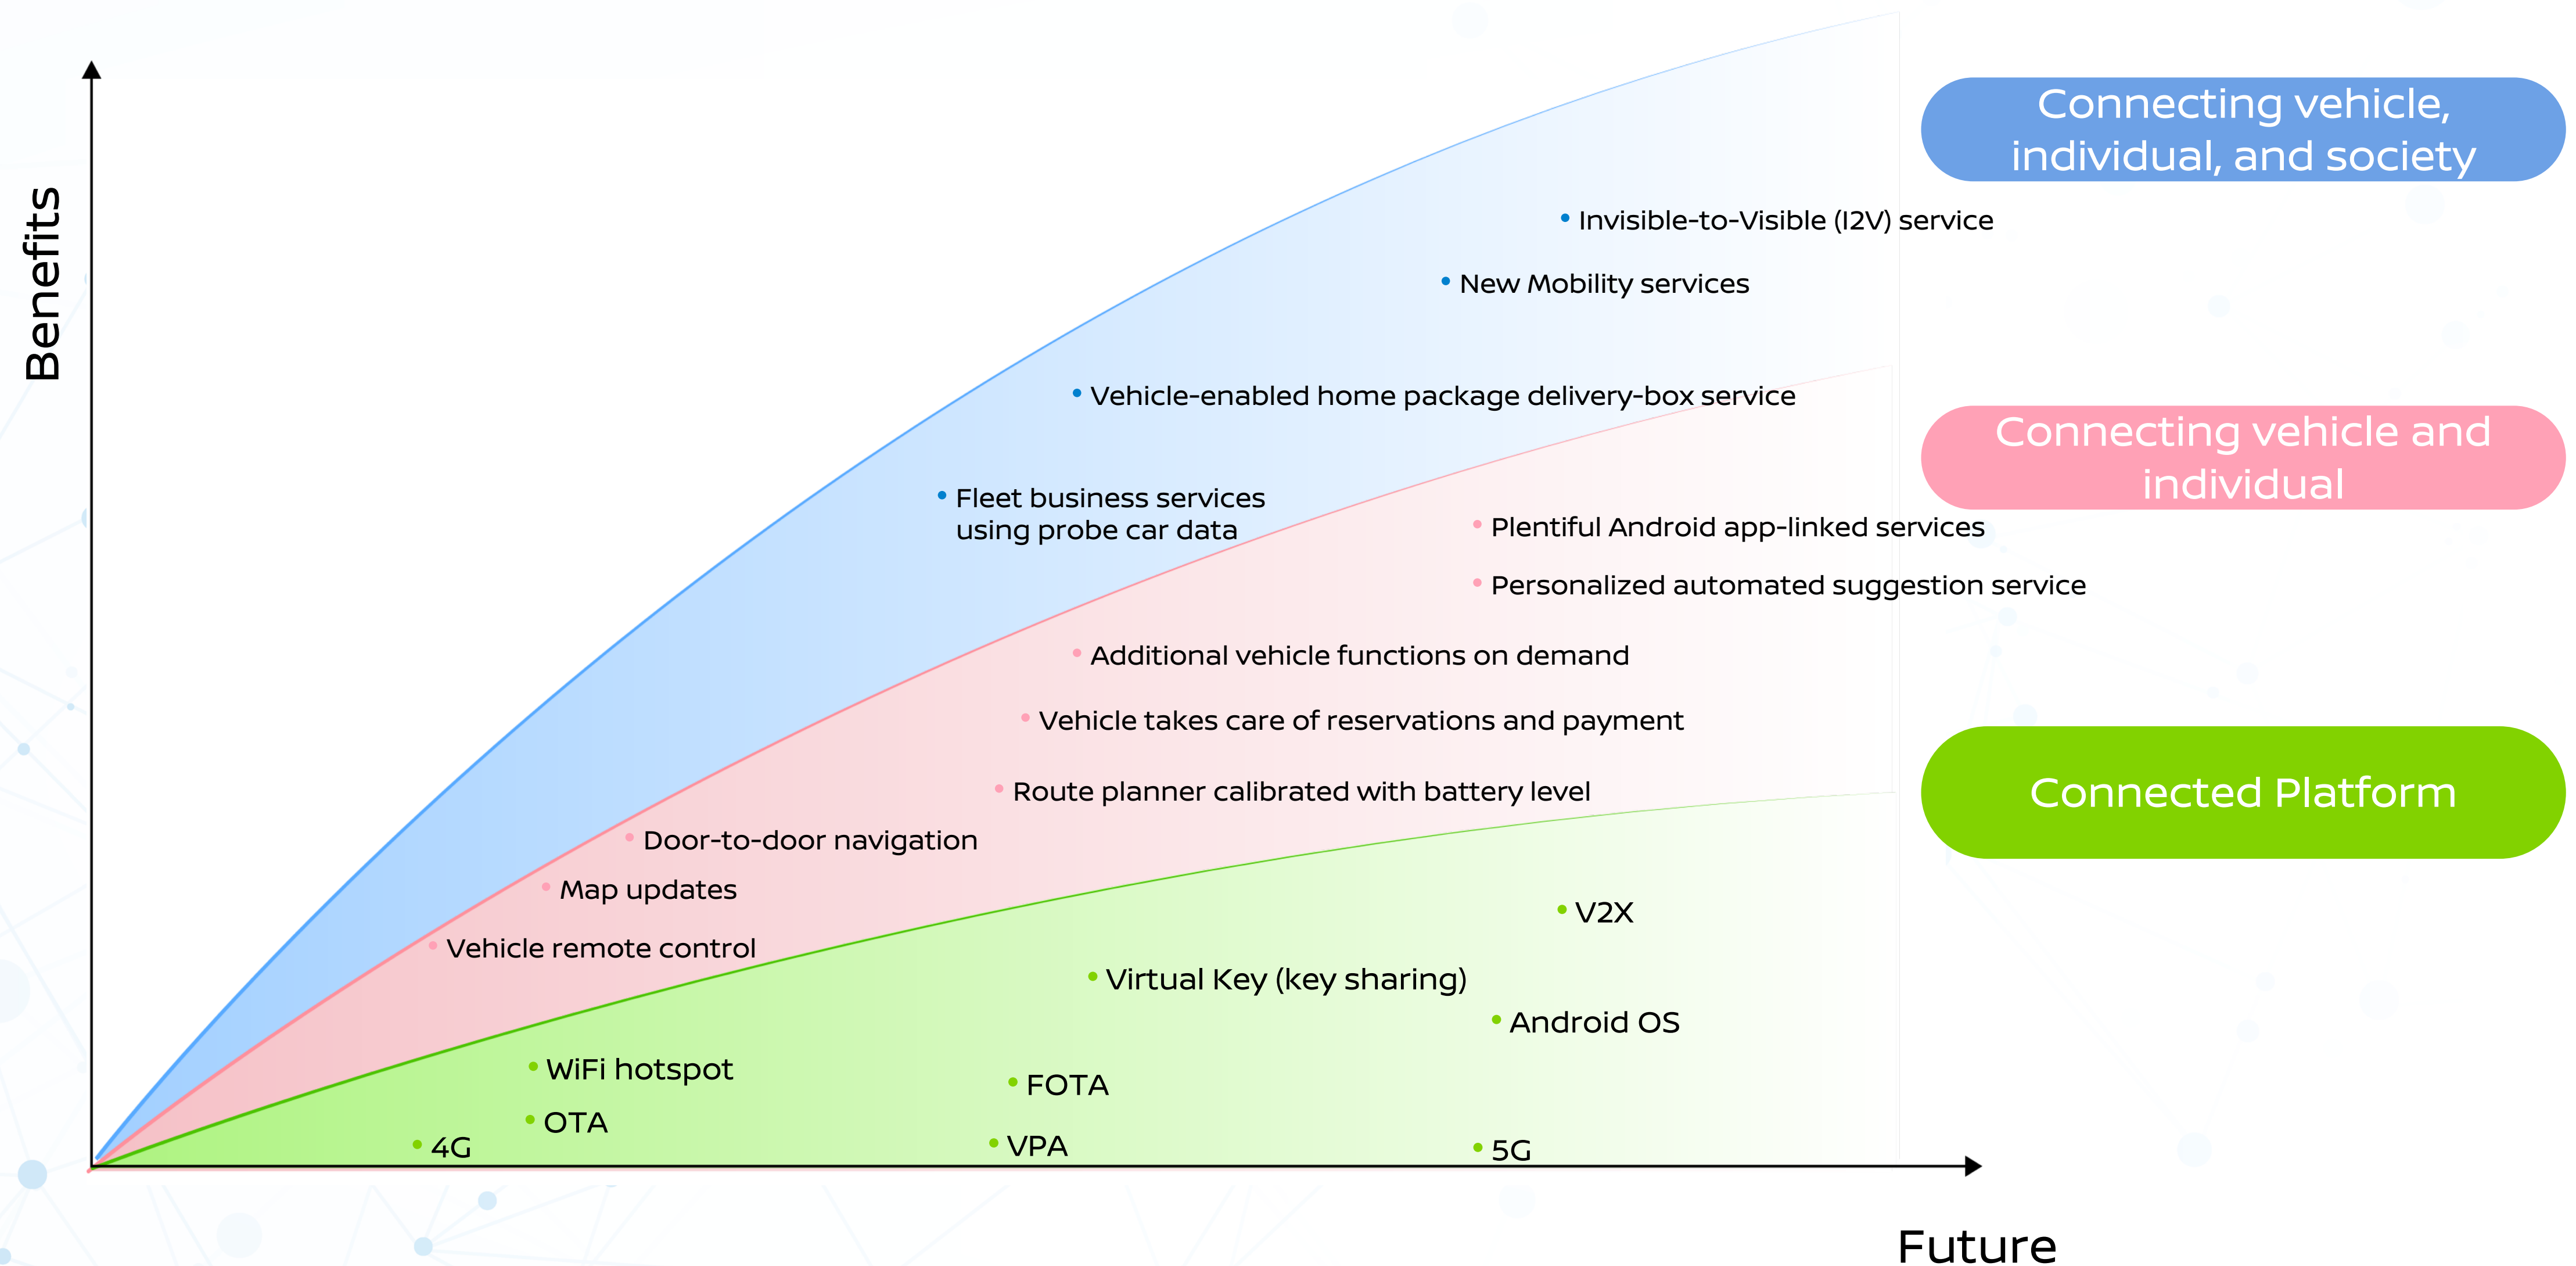 Benefits
Connecting vehicle,
individual, and society
Invisible-to-Visible (I2V) service
New Mobility services
Vehicle-enabled home package delivery-box service
Fleet business services
using probe car data
Connecting vehicle and
individual
Plentiful Android app-linked services
Personalized automated suggestion service
Additional vehicle functions on demand
Vehicle takes care of reservations and payment
Route planner calibrated with battery level
Door-to-door navigation
Map updates
Vehicle remote control
Connected Platform
V2X
Virtual Key (key sharing)
Android OS
WiFi hotspot
FOTA
OTA
4G
VPA
5G
Future